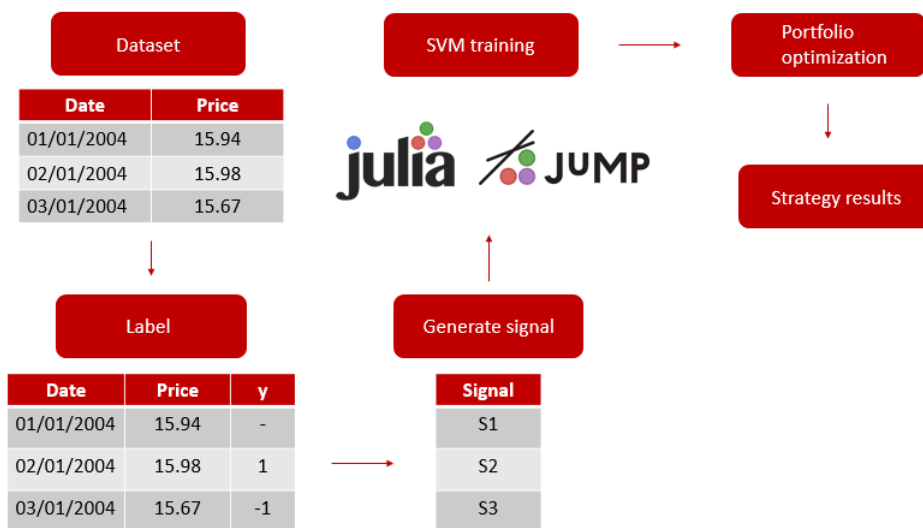 Dataset
Date Price
01/01/2004 15.94
02/01/2004 15.98
03/01/2004 15.67
Label
Date Price y
01/01/2004 15.94 -
02/01/2004 15.98 1
03/01/2004 15.67 -1
Generate signal
Signal
S1
S2
S3
SVM training
julia JuMP
Portfolio
optimization
Strategy results